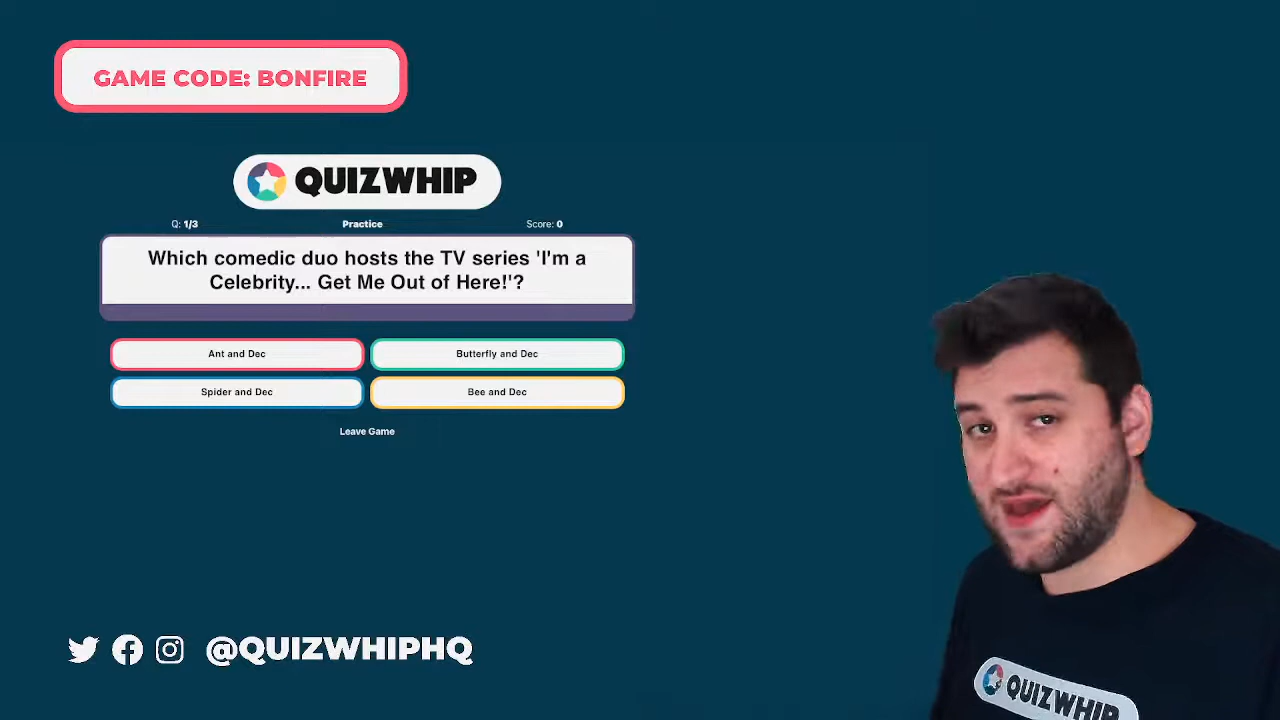 GAME CODE: BONFIRE
QUIZWHIP
Q: 1/3 Practice Score: 0
Which comedic duo hosts the TV series 'I'm a
Celebrity... Get Me Out of Here!'?
Ant and Dec Butterfly and Dec
Spider and Dec Bee and Dec
Leave Game
@QUIZWHIPHQ
QUIZWHIP